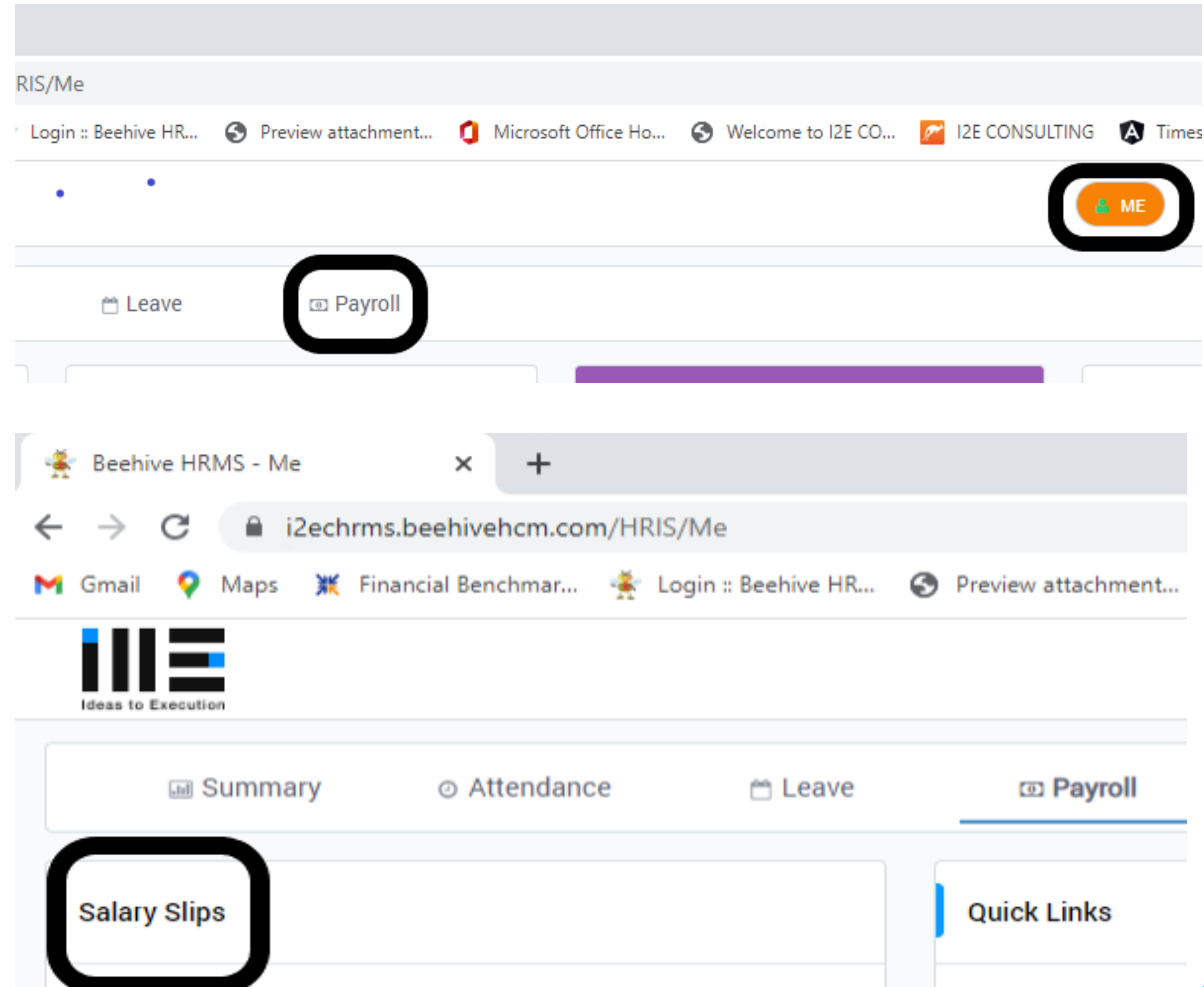 RIS/Me
Login :: Beehive HR... Preview attachment... Microsoft Office Ho... Welcome to I2E CO... I2E CONSULTING Times
ME
Leave Payroll
Beehive HRMS - Me
i2echrms.beehivehcm.com/HRIS/Me
Gmail Maps Financial Benchmar... Login :: Beehive HR... Preview attachment...
Ideas to Execution
Summary Attendance Leave Payroll
Salary Slips Quick Links